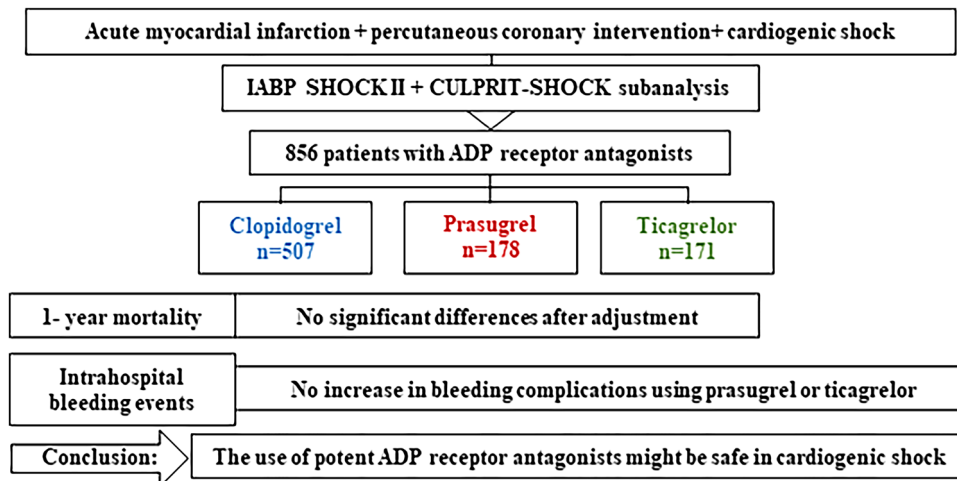 Acute myocardial infarction + percutaneous coronary intervention+ cardiogenic shock
IABP SHOCK II + CULPRIT-SHOCK subanalysis
856 patients with ADP receptor antagonists
Clopidogrel
n=507
Prasugrel
n=178
Ticagrelor
n=171
1- year mortality
No significant differences after adjustment
Intrahospital
bleeding events
No increase in bleeding complications using prasugrel or ticagrelor
Conclusion:
The use of potent ADP receptor antagonists might be safe in cardiogenic shock